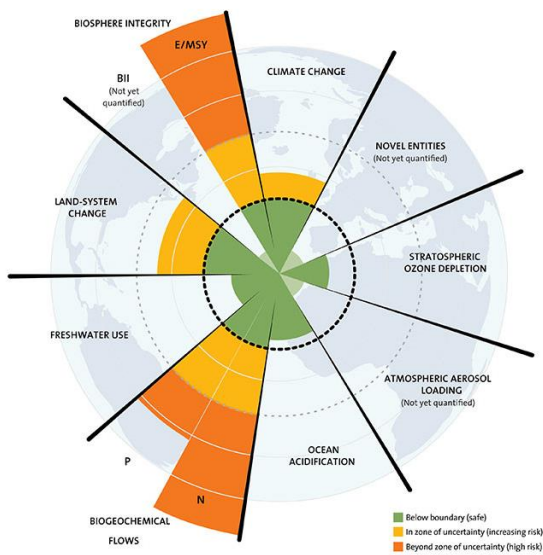 BIOSPHERE INTEGRITY
E/MSY
BII
(Not yet
quantified)
CLIMATE CHANGE
NOVEL ENTITIES
(Not yet quantified)
LAND-SYSTEM
CHANGE
STRATOSPHERIC
OZONE DEPLETION
FRESHWATER USE
ATMOSPHERIC AEROSOL
LOADING
(Not yet quantified)
OCEAN
ACIDIFICATION
P
N
BIOGEOCHEMICAL
FLOWS
Below boundary (safe)
In zone of uncertainty (increasing risk)
Beyond zone of uncertainty (high risk)